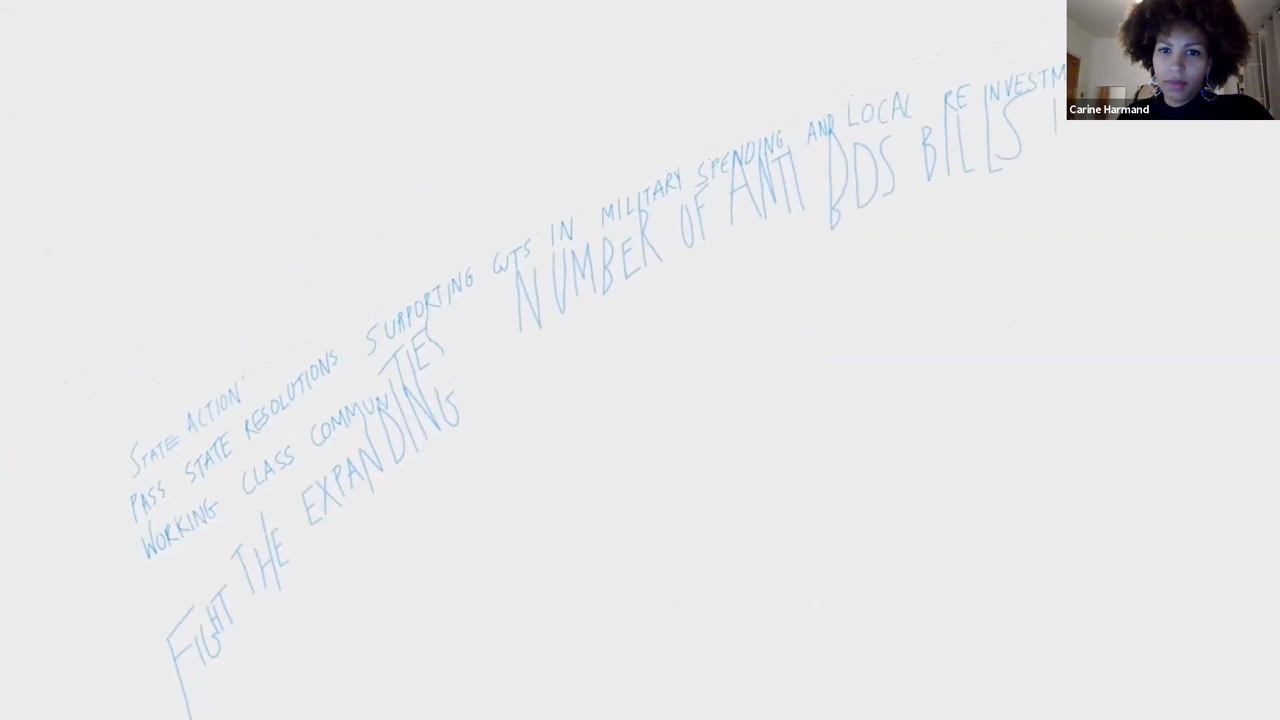 STATE ACTION:
PASS STATE RESOLUTIONS SUPPORTING CUTS IN MILITARY SPENDING, AND LOCAL RE INVESTM
WORKING CLASS COMMUNITIES
FIGHT THE EXPANDING NUMBER OF ANTI BDS BILLS
Carine Harmand